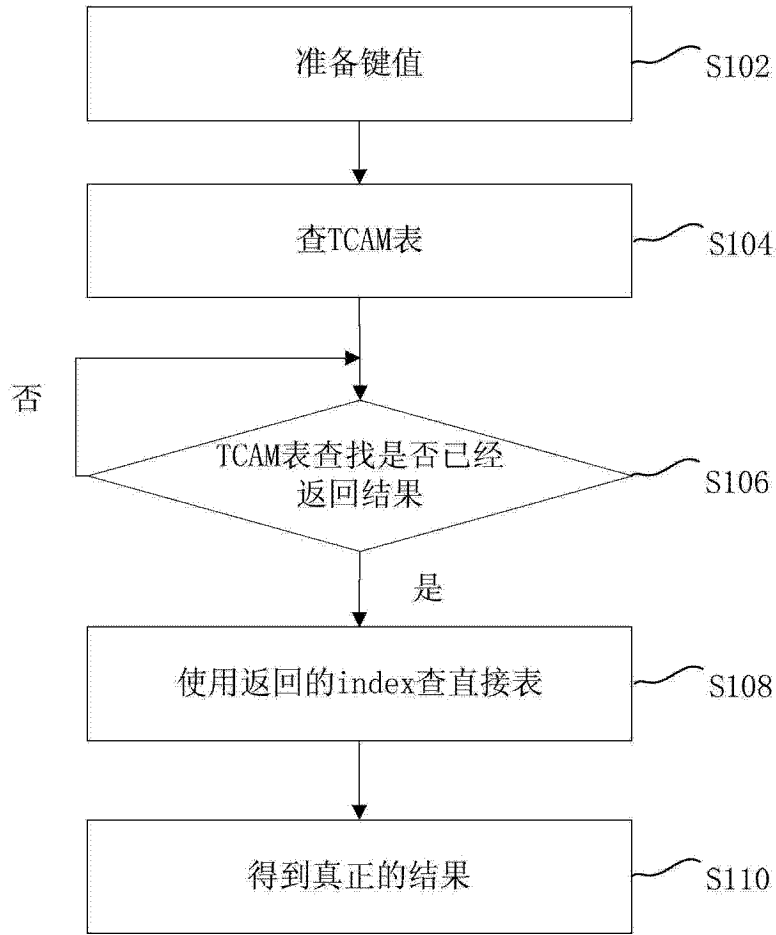 准备键值
S102
查TCAM表
S104
否
TCAM表查找是否已经
返回结果
S106
是
使用返回的index查直接表
S108
得到真正的结果
S110